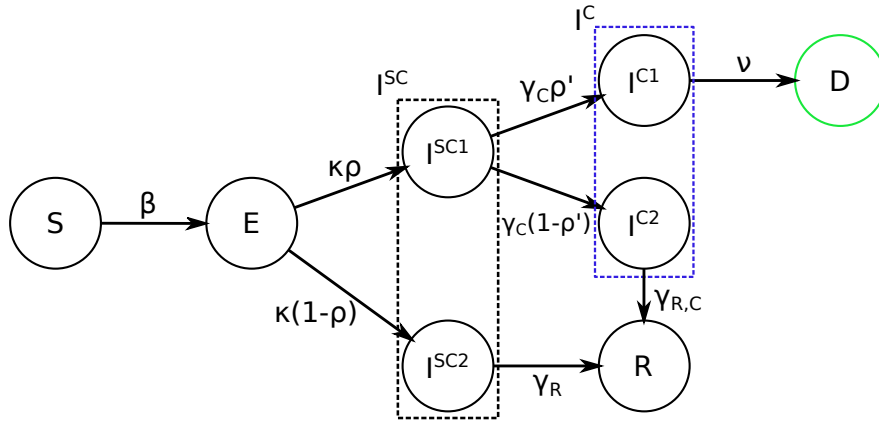 I^C
I^SC
S
β
E
κρ
κ(1-ρ)
I^SC1
I^SC2
γ_Cρ'
γ_C(1-ρ')
I^C1
I^C2
ν
D
γ_R,C
γ_R
R